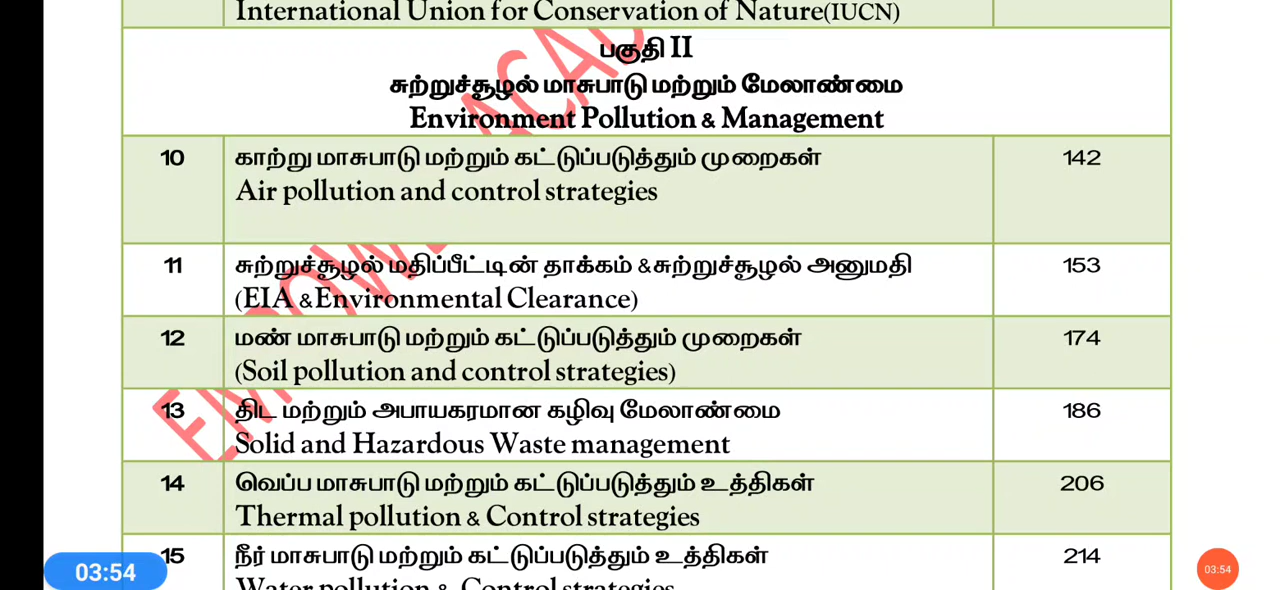 International Union for Conservation of Nature(IUCN)
பகுதி II
சுற்றுச்சூழல் மாசுபாடு மற்றும் மேலாண்மை
Environment Pollution & Management
10 காற்று மாசுபாடு மற்றும் கட்டுப்படுத்தும் முறைகள் 142
Air pollution and control strategies
11 சுற்றுச்சூழல் மதிப்பீட்டின் தாக்கம் &சுற்றுச்சூழல் அனுமதி 153
(EIA &Environmental Clearance)
12 மண் மாசுபாடு மற்றும் கட்டுப்படுத்தும் முறைகள் 174
(Soil pollution and control strategies)
13 திட மற்றும் அபாயகரமான கழிவு மேலாண்மை 186
Solid and Hazardous Waste management
14 வெப்ப மாசுபாடு மற்றும் கட்டுப்படுத்தும் உத்திகள் 206
Thermal pollution & Control strategies
15 நீர் மாசுபாடு மற்றும் கட்டுப்படுத்தும் உத்திகள் 214
Water pollution & Control strategies
03:54
03:54